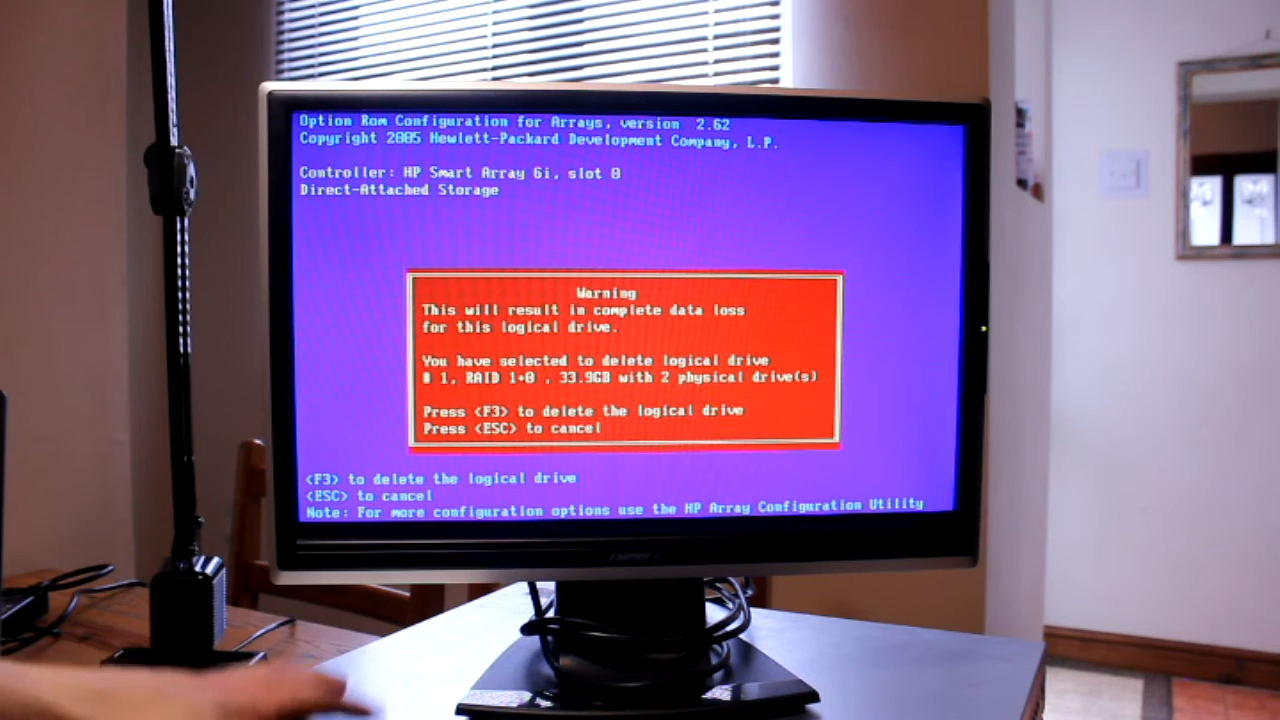 Option Rom Configuration for Arrays, version 2.62
Copyright 2005 Hewlett-Packard Development Company, L.P.
Controller: HP Smart Array 6i, slot 0
Direct-Attached Storage
Warning
This will result in complete data loss
for this logical drive.
You have selected to delete logical drive
# 1, RAID 1+0 , 33.9GB with 2 physical drive(s)
Press <F3> to delete the logical drive
Press <ESC> to cancel
<F3> to delete the logical drive
<ESC> to cancel
Note: For more configuration options use the HP Array Configuration Utility